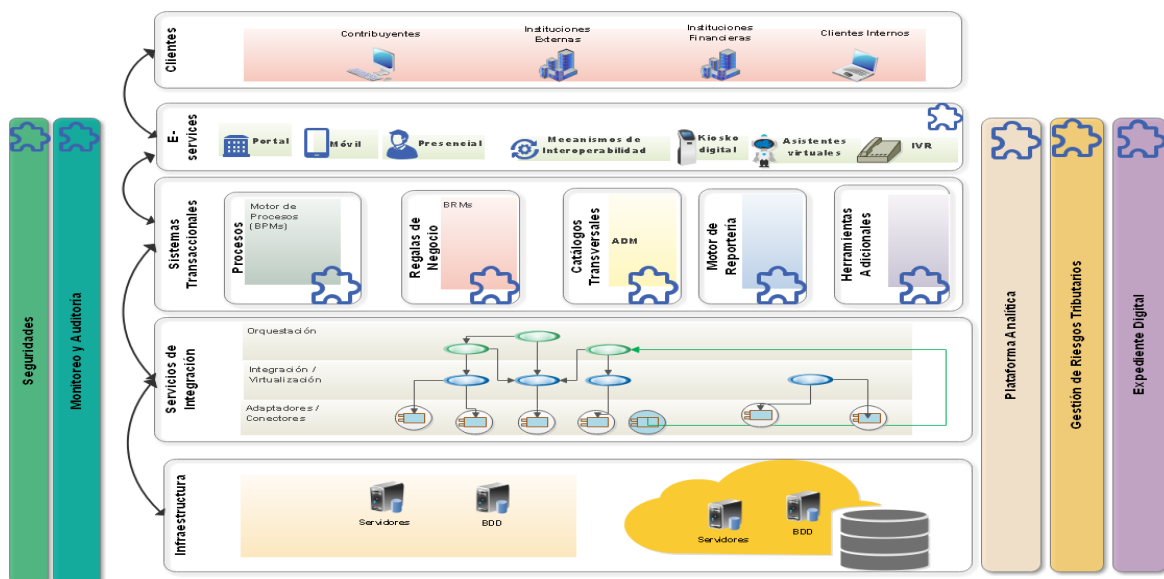 Seguridades
Monitoreo y Auditoria
Clientes
Contribuyentes
Instituciones
Externas
Instituciones
Financieras
Clientes Internos
E-
services
Portal
Móvil
Presencial
Mecanismos de
Interoperabilidad
Kiosko
digital
Asistentes
virtuales
IVR
Sistemas
Transaccionales
Procesos
Motor de
Procesos
(BPMs)
Regalas de
Negocio
BRMs
Catálogos
Transversales
ADM
Motor de
Reportería
Herramientas
Adicionales
Servicios de
Integración
Orquestación
Integración /
Virtualización
Adaptadores /
Conectores
Infraestructura
Servidores
BDD
Servidores
BDD
Plataforma Analítica
Gestión de Riesgos Tributarios
Expediente Digital